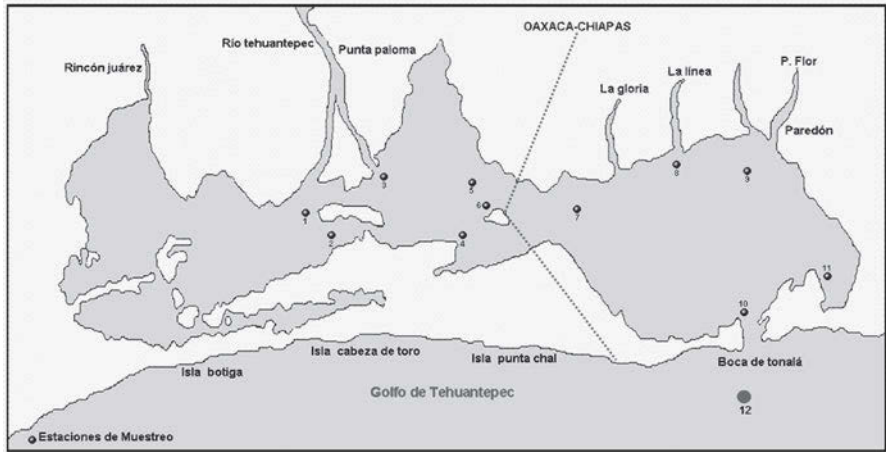 OAXACA-CHIAPAS
Río tehuantepec
Punta paloma
Rincón juárez
La línea
P. Flor
La gloria
Paredón
8
9
3
5
6
1
7
2
4
11
10
Isla cabeza de toro
Isla punta chal
Boca de tonalá
Isla botiga
Golfo de Tehuantepec
12
Estaciones de Muestreo